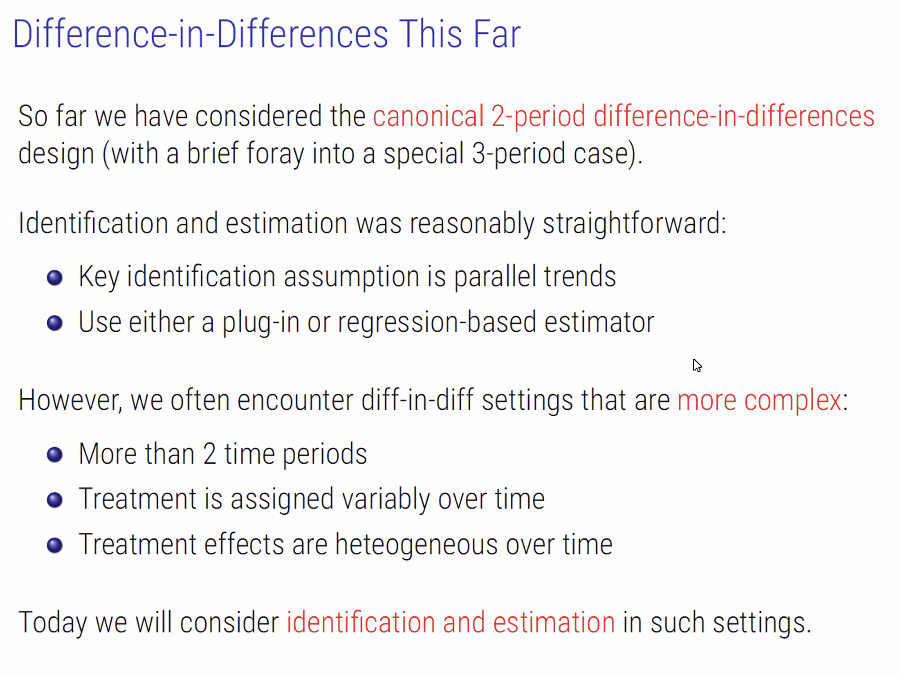 Difference-in-Differences This Far
So far we have considered the canonical 2-period difference-in-differences
design (with a brief foray into a special 3-period case).
Identification and estimation was reasonably straightforward:
Key identification assumption is parallel trends
Use either a plug-in or regression-based estimator
However, we often encounter diff-in-diff settings that are more complex:
More than 2 time periods
Treatment is assigned variably over time
Treatment effects are heteogeneous over time
Today we will consider identification and estimation in such settings.